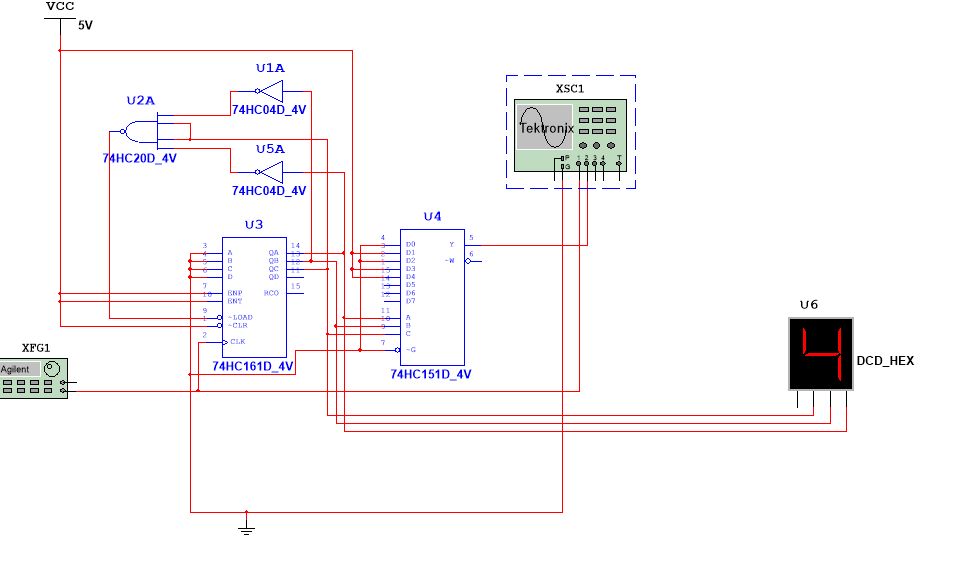 VCC
5V
U1A
74HC04D_4V
U2A
74HC20D_4V
U5A
74HC04D_4V
XSC1
Tektronix
P
G
1 2 3 4 T
U3
3 A QA 14
4 B QB 13
5 C QC 12
6 D QD 11
7 ENP RCO 15
10 ENT
9 ~LOAD
1 ~CLR
2 CLK
74HC161D_4V
U4
4 D0 Y 5
3 D1
2 D2 ~W 6
1 D3
15 D4
14 D5
13 D6
12 D7
11 A
10 B
9 C
7 ~G
74HC151D_4V
XFG1
Agilent
U6
4
DCD_HEX